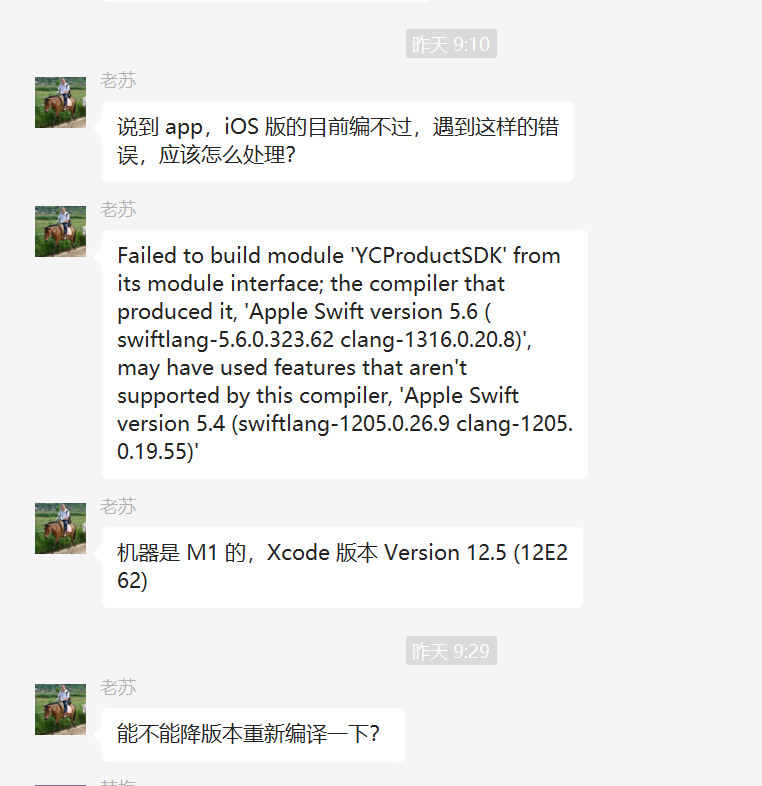 昨天 9:10
老苏
说到 app，iOS 版的目前编不过，遇到这样的错
误，应该怎么处理？
老苏
Failed to build module 'YCProductSDK' from
its module interface; the compiler that
produced it, 'Apple Swift version 5.6 (
swiftlang-5.6.0.323.62 clang-1316.0.20.8)',
may have used features that aren't
supported by this compiler, 'Apple Swift
version 5.4 (swiftlang-1205.0.26.9 clang-1205.
0.19.55)'
老苏
机器是 M1 的，Xcode 版本 Version 12.5 (12E2
62)
昨天 9:29
老苏
能不能降版本重新编译一下？